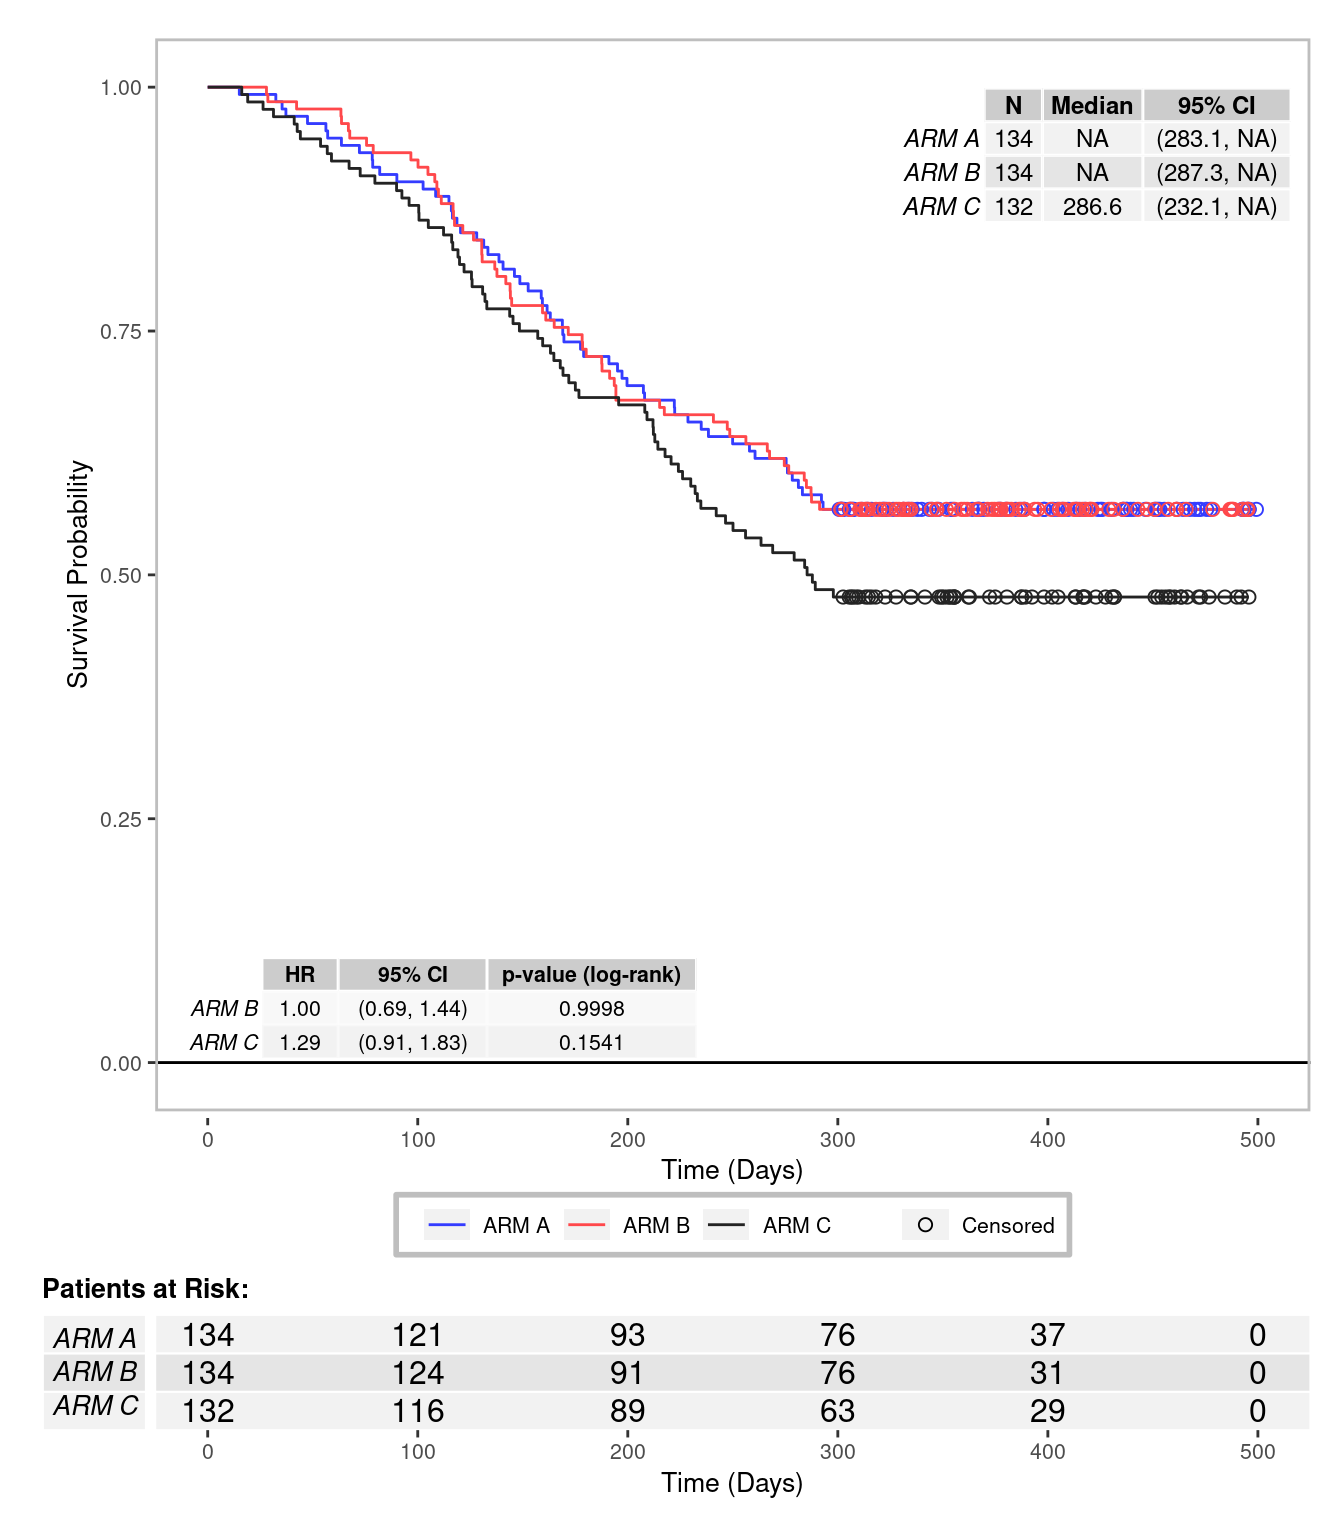 1.00
0.75
0.50
0.25
0.00
Survival Probability
N Median 95% CI
ARM A 134 NA (283.1, NA)
ARM B 134 NA (287.3, NA)
ARM C 132 286.6 (232.1, NA)
HR 95% CI p-value (log-rank)
ARM B 1.00 (0.69, 1.44) 0.9998
ARM C 1.29 (0.91, 1.83) 0.1541
0 100 200 300 400 500
Time (Days)
ARM A ARM B ARM C Censored
Patients at Risk:
ARM A 134 121 93 76 37 0
ARM B 134 124 91 76 31 0
ARM C 132 116 89 63 29 0
0 100 200 300 400 500
Time (Days)